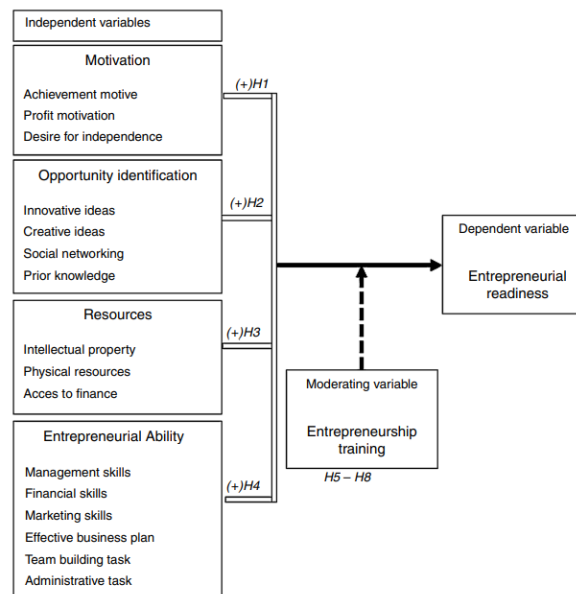 Independent variables
Motivation
Achievement motive
Profit motivation
Desire for independence
(+)H1
Opportunity identification
Innovative ideas
Creative ideas
Social networking
Prior knowledge
(+)H2
Resources
Intellectual property
Physical resources
Acces to finance
(+)H3
Entrepreneurial Ability
Management skills
Financial skills
Marketing skills
Effective business plan
Team building task
Administrative task
(+)H4
Moderating variable
Entrepreneurship
training
H5 – H8
Dependent variable
Entrepreneurial
readiness